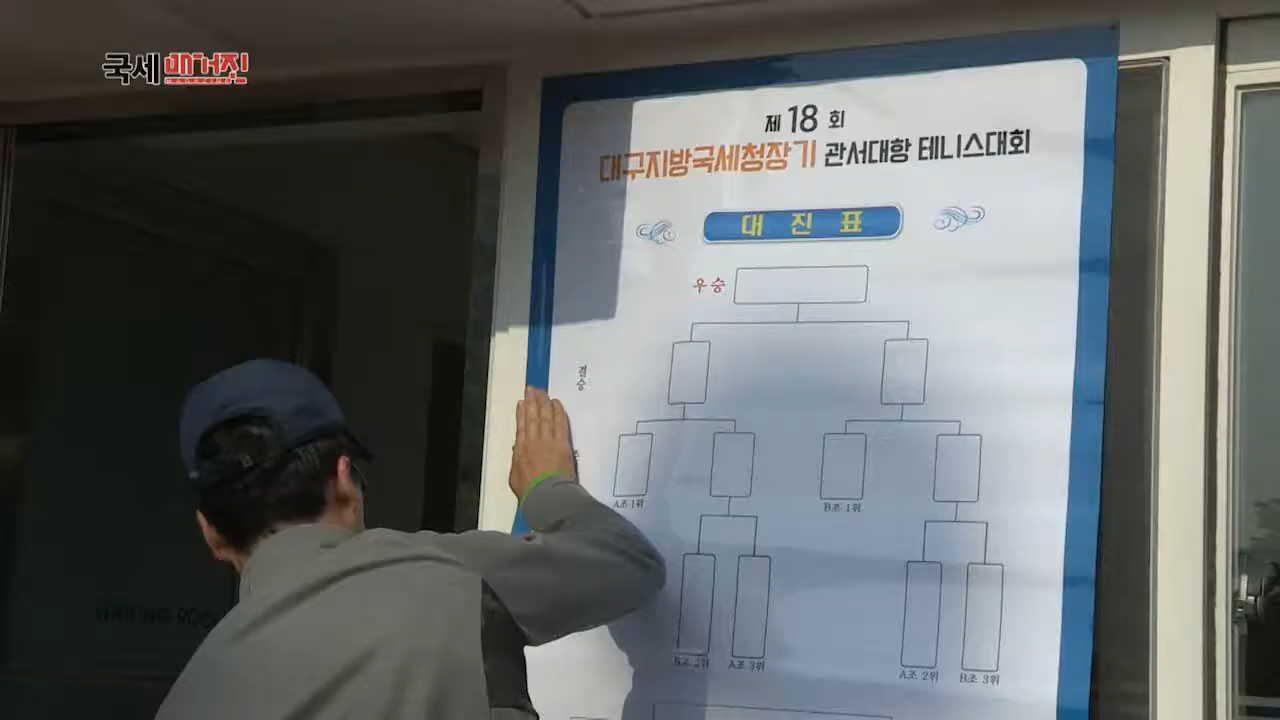 국세 매거진
제 18 회
대구지방국세청장기 관서대항 테니스대회
대 진 표
우승
결승
A조 1위
B조 1위
B조 2위
A조 3위
A조 2위
B조 3위